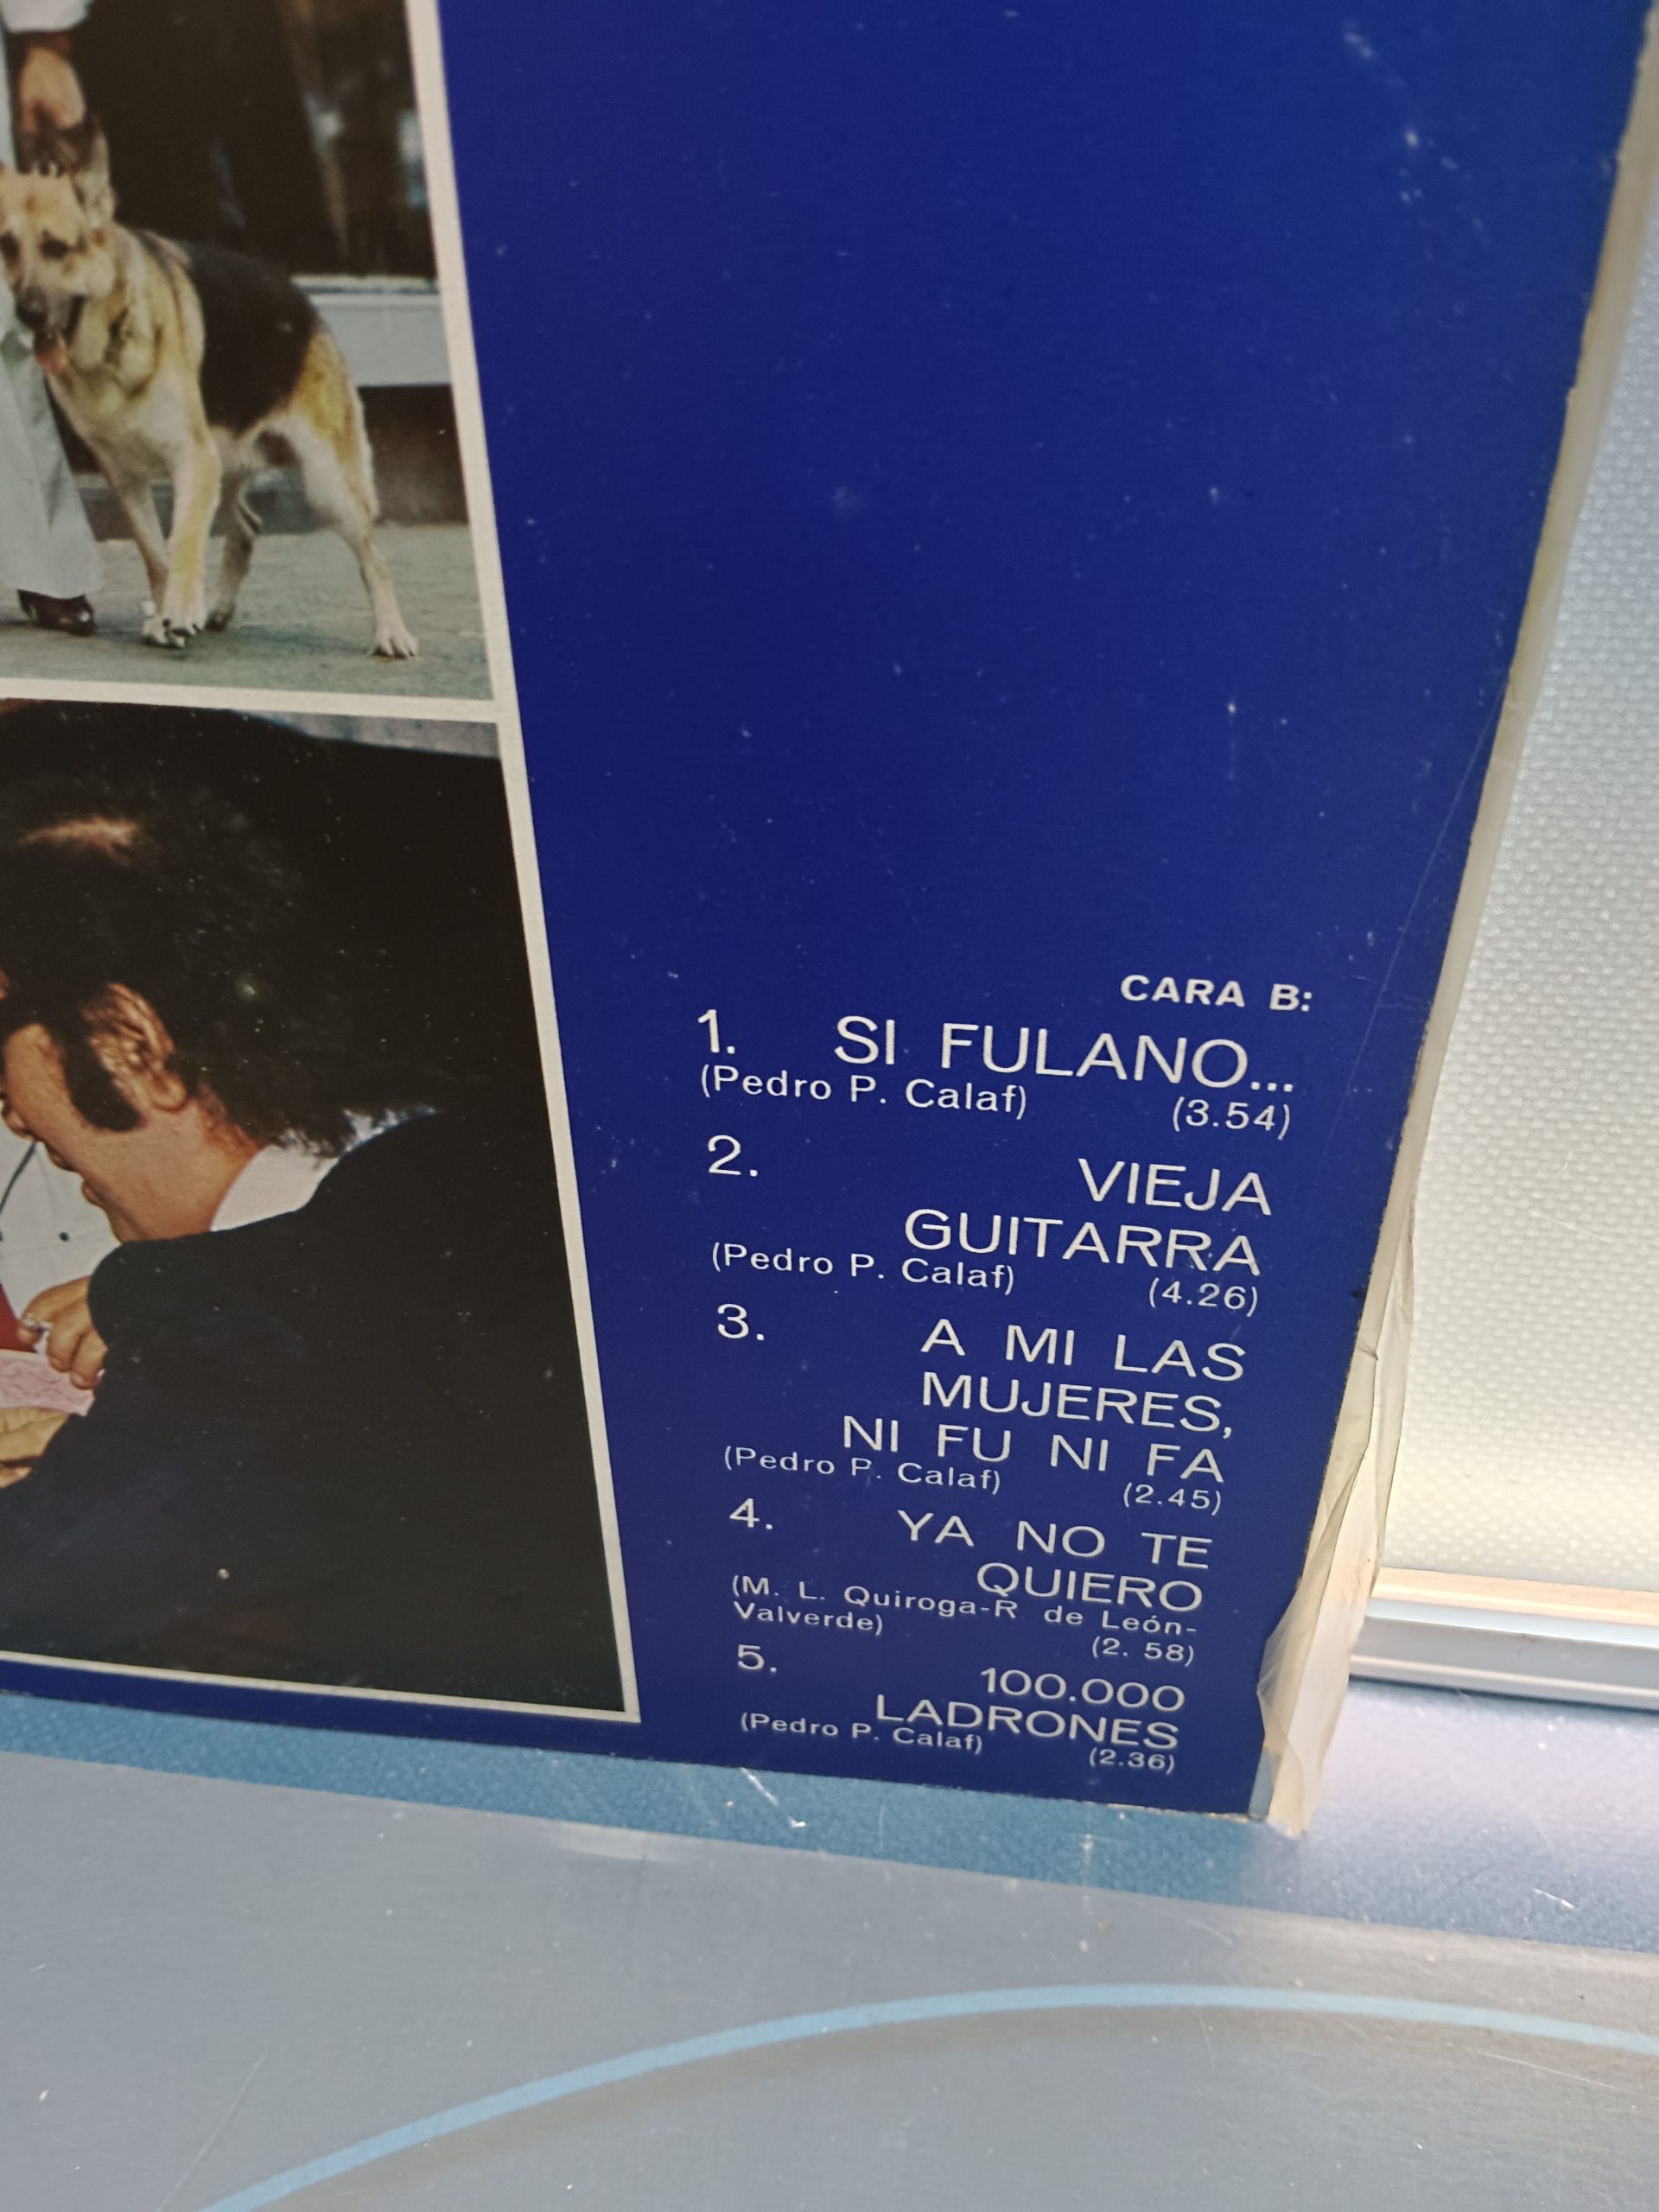 CARA B:
1. SI FULANO...
(Pedro P. Calaf) (3.54)
2. VIEJA
GUITARRA
(Pedro P. Calaf) (4.26)
3. A MI LAS
MUJERES,
NI FU NI FA
(Pedro P. Calaf) (2.45)
4. YA NO TE
QUIERO
(M. L. Quiroga-R. de León-
Valverde) (2. 58)
5. 100.000
LADRONES
(Pedro P. Calaf) (2.36)